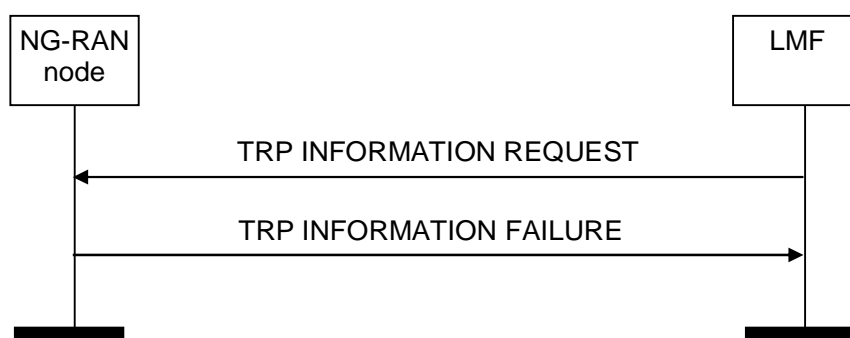 NG-RAN
node
LMF
TRP INFORMATION REQUEST
TRP INFORMATION FAILURE